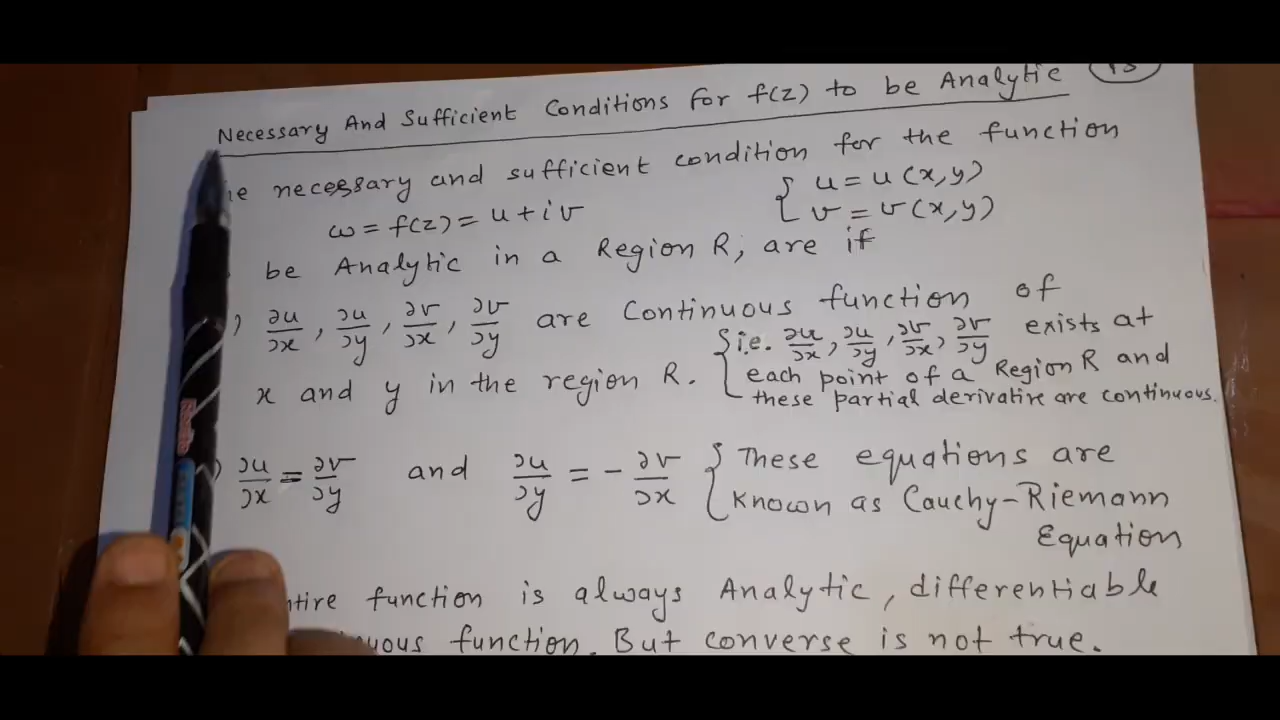 Necessary And Sufficient Conditions For f(z) to be Analytic
necessary and sufficient condition for the function
w = f(z) = u + i v { u = u (x, y)
v = v (x, y)
be Analytic in a Region R, are if
) ∂u/∂x , ∂u/∂y , ∂v/∂x , ∂v/∂y are Continuous function of
x and y in the region R. { i.e. ∂u/∂x , ∂u/∂y , ∂v/∂x , ∂v/∂y exists at
each point of a Region R and
these partial derivative are continuous.
) ∂u/∂x = ∂v/∂y and ∂u/∂y = - ∂v/∂x { These equations are
known as Cauchy-Riemann
Equation
function is always Analytic, differentiable
function. But converse is not true.